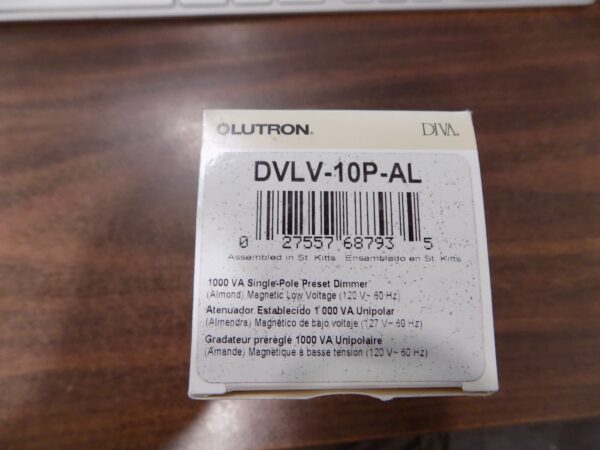 LUTRON® DIVA®
DVLV-10P-AL
0 27557 68793 5
Assembled in St. Kitts Ensamblado en St. Kitts
1000 VA Single-Pole Preset Dimmer
(Almond) Magnetic Low Voltage (120 V~ 60 Hz)
Atenuador Establecido 1 000 VA Unipolar
(Almendra) Magnético de bajo voltaje (127 V~ 60 Hz)
Gradateur préréglé 1000 VA Unipolaire
(Amande) Magnétique à basse tension (120 V~ 60 Hz)